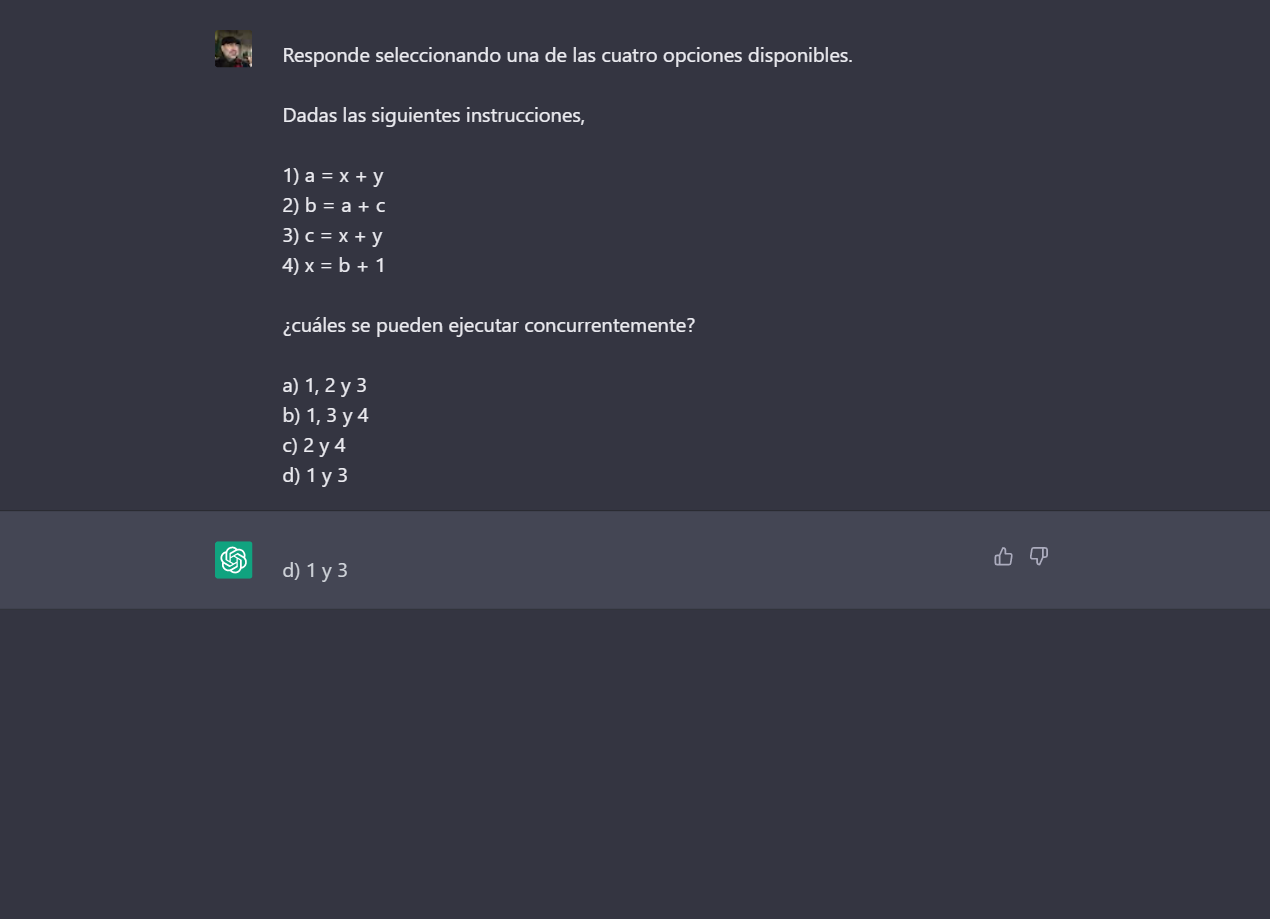 Responde seleccionando una de las cuatro opciones disponibles.
Dadas las siguientes instrucciones,
1) a = x + y
2) b = a + c
3) c = x + y
4) x = b + 1
¿cuáles se pueden ejecutar concurrentemente?
a) 1, 2 y 3
b) 1, 3 y 4
c) 2 y 4
d) 1 y 3
d) 1 y 3